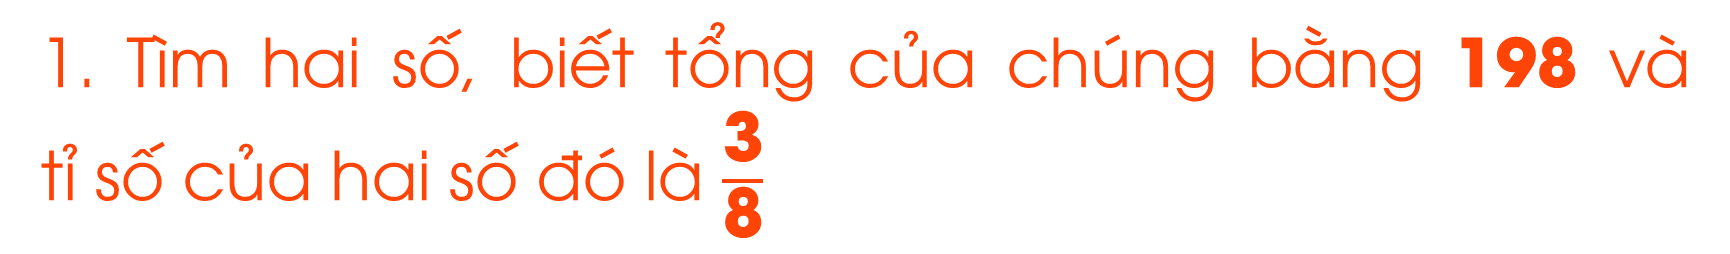 1. Tìm hai số, biết tổng của chúng bằng 198 và
tỉ số của hai số đó là 3/8